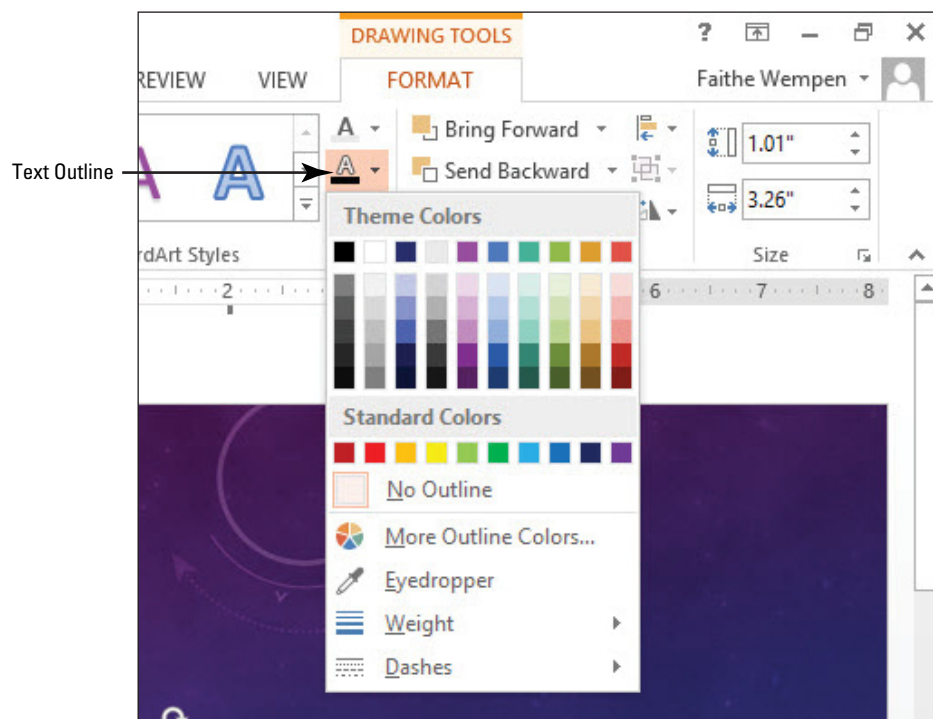 DRAWING TOOLS ?
REVIEW VIEW FORMAT Faithe Wempen
A Bring Forward 1.01"
Text Outline A A A Send Backward 3.26"
rdArt Styles Size
Theme Colors
2 6 7 8
Standard Colors
No Outline
More Outline Colors...
Eyedropper
Weight
Dashes